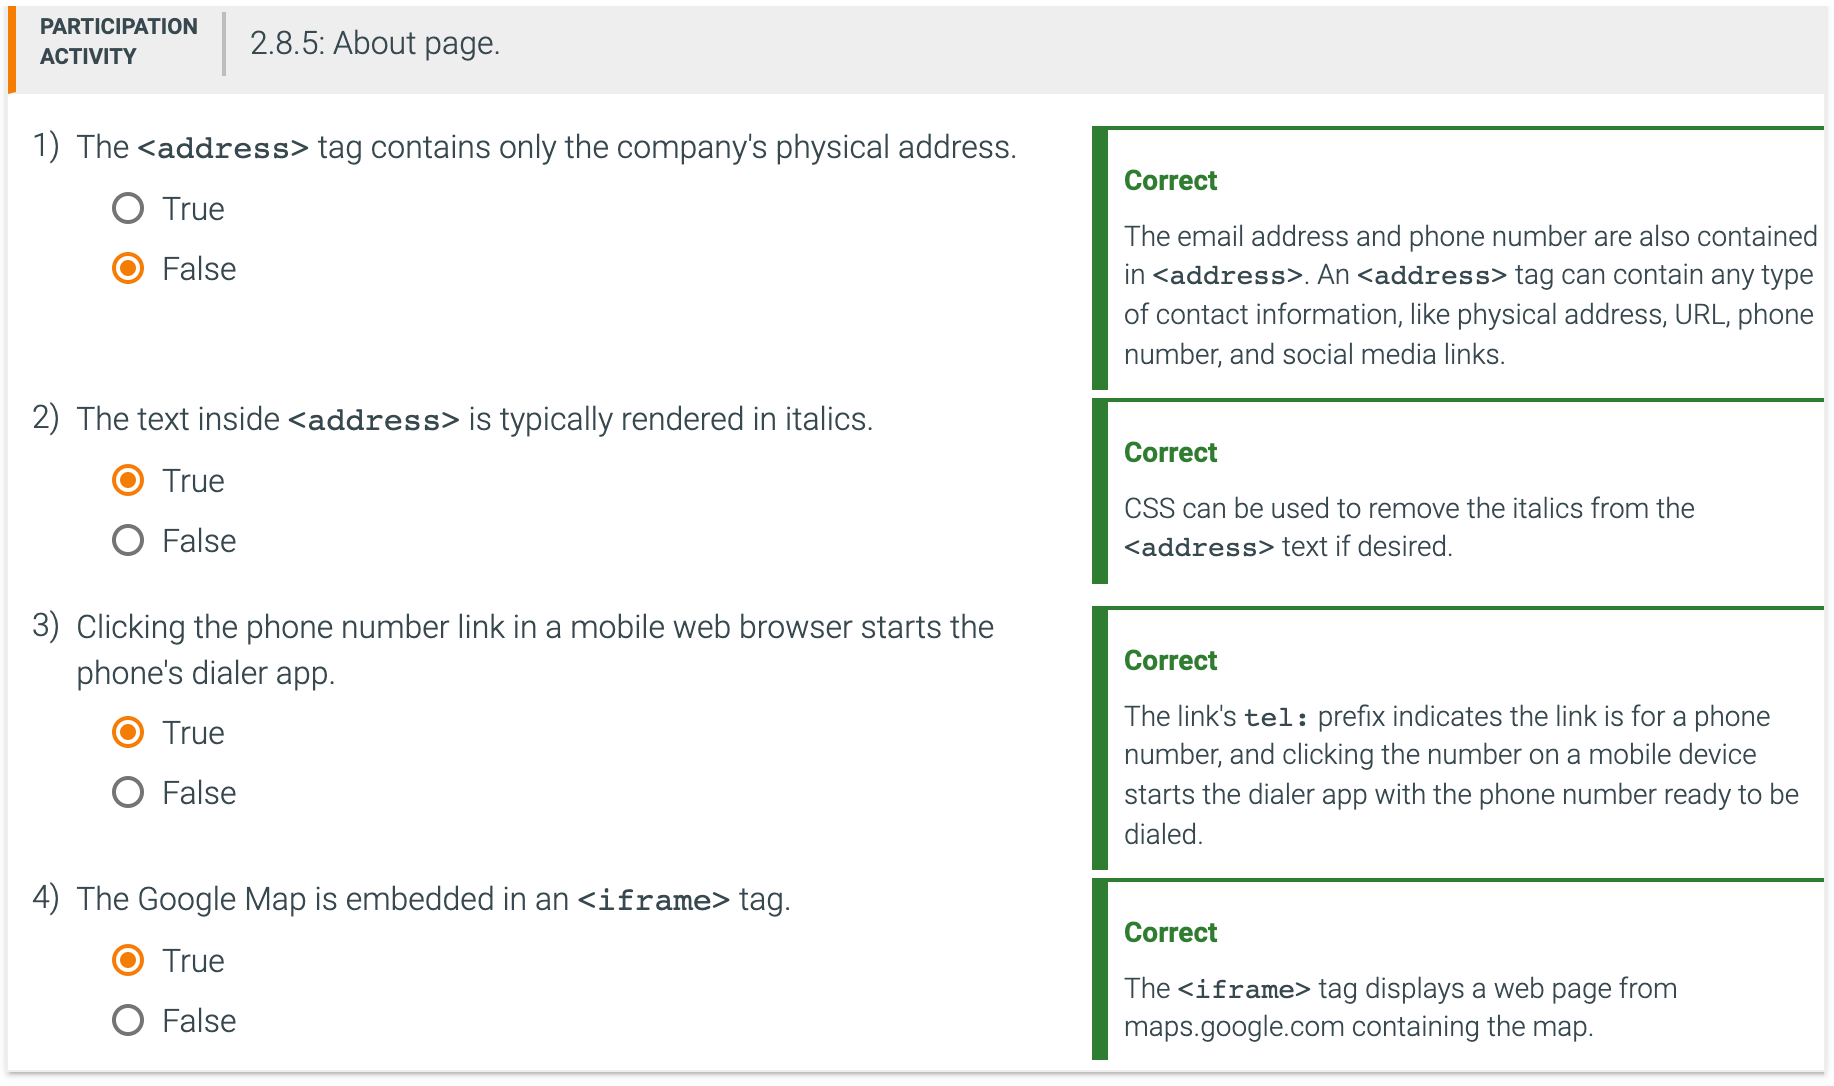 PARTICIPATION
ACTIVITY
2.8.5: About page.
1) The <address> tag contains only the company's physical address.
True
False
Correct
The email address and phone number are also contained
in <address>. An <address> tag can contain any type
of contact information, like physical address, URL, phone
number, and social media links.
2) The text inside <address> is typically rendered in italics.
True
False
Correct
CSS can be used to remove the italics from the
<address> text if desired.
3) Clicking the phone number link in a mobile web browser starts the
phone's dialer app.
True
False
Correct
The link's tel: prefix indicates the link is for a phone
number, and clicking the number on a mobile device
starts the dialer app with the phone number ready to be
dialed.
4) The Google Map is embedded in an <iframe> tag.
True
False
Correct
The <iframe> tag displays a web page from
maps.google.com containing the map.